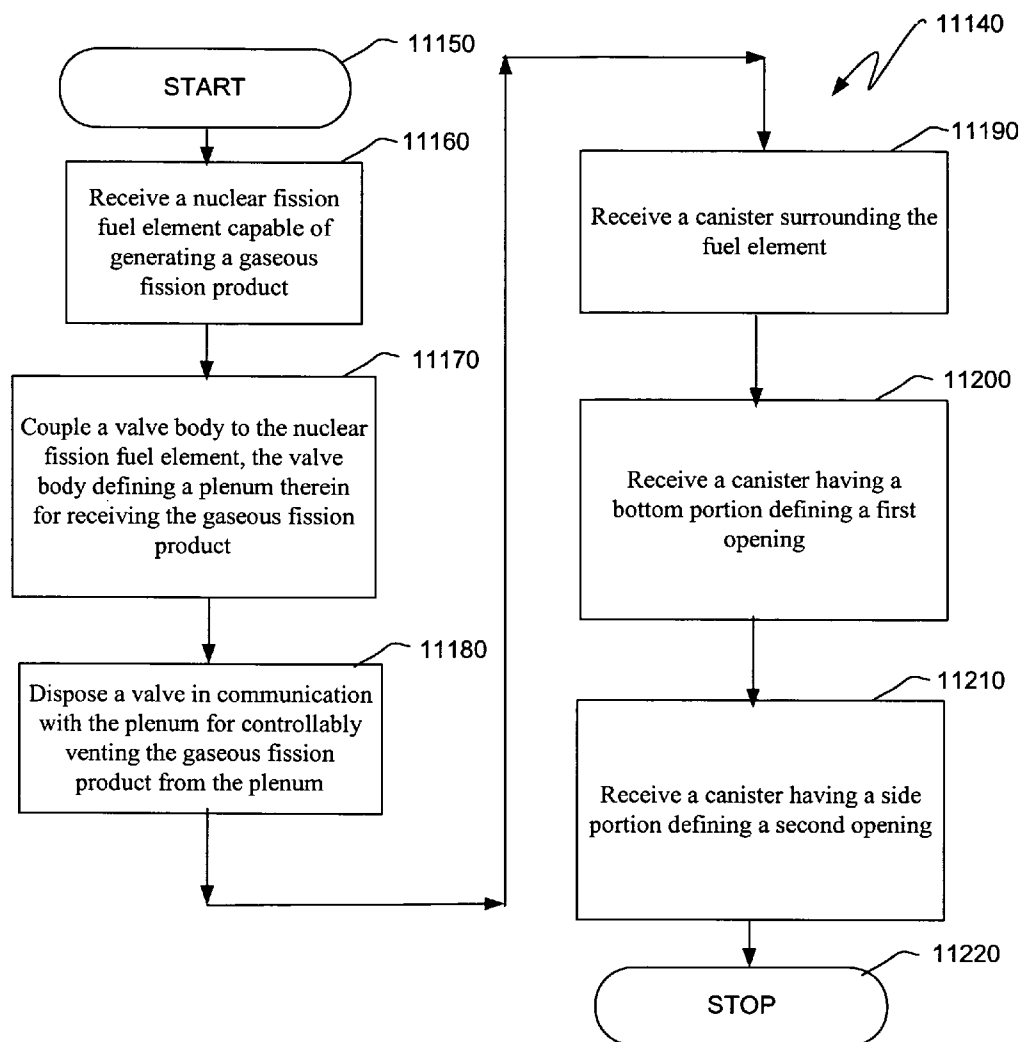 11150
START
11160
Receive a nuclear fission
fuel element capable of
generating a gaseous
fission product
11170
Couple a valve body to the nuclear
fission fuel element, the valve
body defining a plenum therein
for receiving the gaseous fission
product
11180
Dispose a valve in communication
with the plenum for controllably
venting the gaseous fission
product from the plenum
11140
11190
Receive a canister surrounding the
fuel element
11200
Receive a canister having a
bottom portion defining a first
opening
11210
Receive a canister having a side
portion defining a second opening
11220
STOP